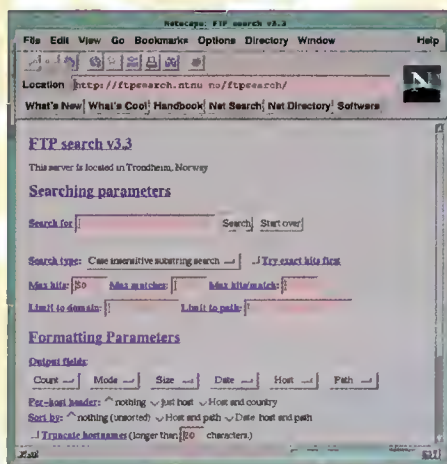 Netscape: FTP search v3.3
File Edit View Go Bookmarks Options Directory Window Help
Location http://ftpsearch.ntnu.no/ftpsearch/
N
What's New What's Cool Handbook Net Search Net Directory Software
FTP search v3.3
This server is located in Trondheim, Norway
Searching parameters
Search for Search Start over
Search type: Case insensitive substring search Try exact hits first
Max hits: 50 Max matches: Max hits/match:
Limit to domain: Limit to path:
Formatting Parameters
Output fields:
Count Mode Size Date Host Path
Per-host header: nothing just host Host and country
Sort by: nothing (unsorted) Host and path Date host and path
Truncate hostnames (longer than characters.)